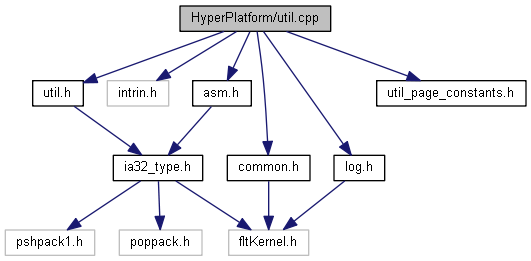 HyperPlatform/util.cpp
util.h
intrin.h
asm.h
util_page_constants.h
ia32_type.h
common.h
log.h
pshpack1.h
poppack.h
fltKernel.h